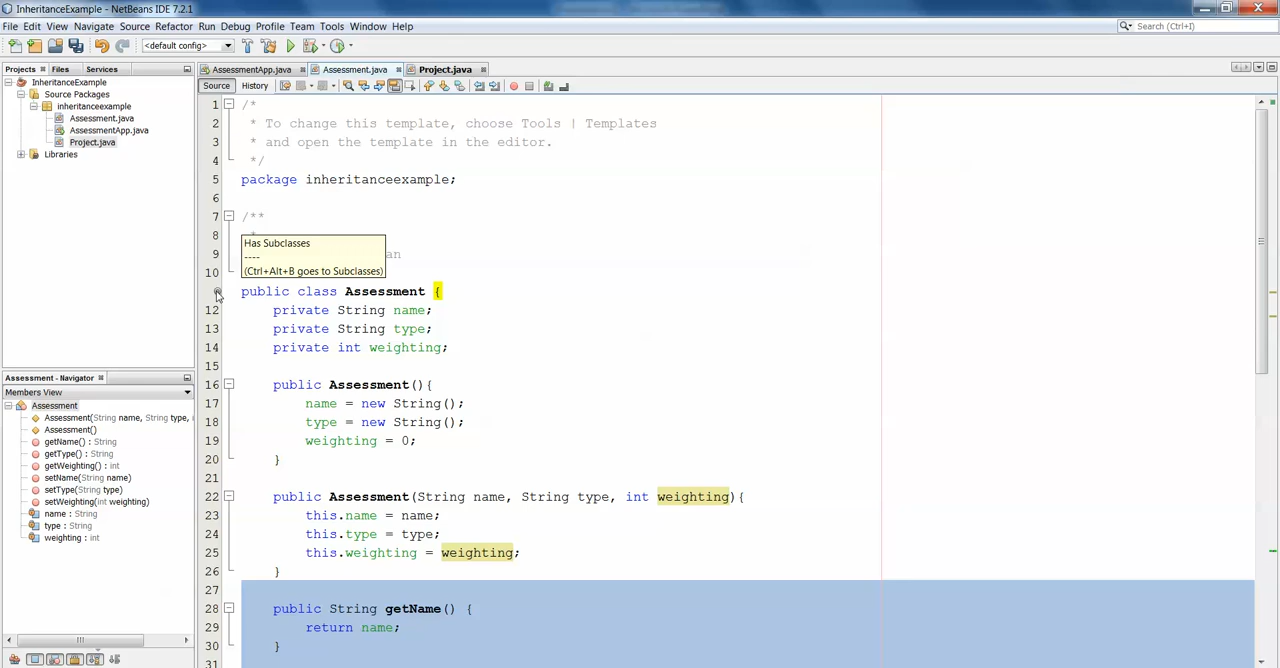 InheritanceExample - NetBeans IDE 7.2.1
File Edit View Navigate Source Refactor Run Debug Profile Team Tools Window Help
Search (Ctrl+I)
<default config>
Projects Files Services
AssessmentApp.java Assessment.java Project.java
InheritanceExample
Source Packages
inheritanceexample
Assessment.java
AssessmentApp.java
Project.java
Libraries
Source History
1 /*
2 * To change this template, choose Tools | Templates
3 * and open the template in the editor.
4 */
5 package inheritanceexample;
6
7 /**
8 *
9 an
10
Has Subclasses
----
(Ctrl+Alt+B goes to Subclasses)
public class Assessment {
12 private String name;
13 private String type;
14 private int weighting;
15
16 public Assessment(){
17 name = new String();
18 type = new String();
19 weighting = 0;
20 }
21
22 public Assessment(String name, String type, int weighting){
23 this.name = name;
24 this.type = type;
25 this.weighting = weighting;
26 }
27
28 public String getName() {
29 return name;
30 }
31
Assessment - Navigator
Members View
Assessment
Assessment(String name, String type, i
Assessment()
getName() : String
getType() : String
getWeighting() : int
setName(String name)
setType(String type)
setWeighting(int weighting)
name : String
type : String
weighting : int